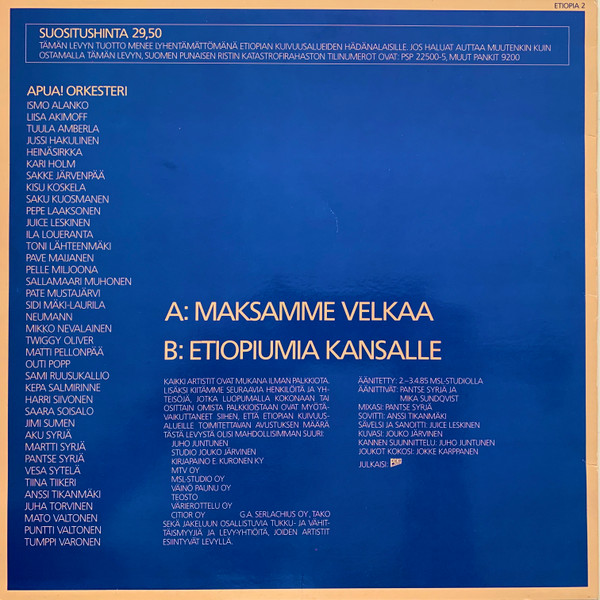 ETIOPIA 2
SUOSITUSHINTA 29,50
TÄMÄN LEVYN TUOTTO MENEE LYHENTÄMÄTTÖMÄNÄ ETIOPIAN KUIVUUSALUEIDEN HÄDÄNALAISILLE. JOS HALUAT AUTTAA MUUTENKIN KUIN
OSTAMALLA TÄMÄN LEVYN, SUOMEN PUNAISEN RISTIN KATASTROFIRAHASTON TILINUMEROT OVAT: PSP 22500-5, MUUT PANKIT 9200
APUA! ORKESTERI
ISMO ALANKO
LIISA AKIMOFF
TUULA AMBERLA
JUSSI HAKULINEN
HEINÄSIRKKA
KARI HOLM
SAKKE JÄRVENPÄÄ
KISU KOSKELA
SAKU KUOSMANEN
PEPE LAAKSONEN
JUICE LESKINEN
ILA LOUERANTA
TONI LÄHTEENMÄKI
PAVE MAIJANEN
PELLE MILJOONA
SALLAMAARI MUHONEN
PATE MUSTAJÄRVI
SIDI MÄKI-LAURILA
NEUMANN
MIKKO NEVALAINEN
TWIGGY OLIVER
MATTI PELLONPÄÄ
OUTI POPP
SAMI RUUSUKALLIO
KEPA SALMIRINNE
HARRI SIIVONEN
SAARA SOISALO
JIMI SUMEN
AKU SYRJÄ
MARTTI SYRJÄ
PANTSE SYRJÄ
VESA SYTELÄ
TIINA TIIKERI
ANSSI TIKANMÄKI
JUHA TORVINEN
MATO VALTONEN
PUNTTI VALTONEN
TUMPPI VARONEN
A: MAKSAMME VELKAA
B: ETIOPIUMIA KANSALLE
KAIKKI ARTISTIT OVAT MUKANA ILMAN PALKKIOTA.
LISÄKSI KIITÄMME SEURAAVIA HENKILÖITÄ JA YH-
TEISÖJÄ, JOTKA LUOPUMALLA KOKONAAN TAI
OSITTAIN OMISTA PALKKIOISTAAN OVAT MYÖTÄ-
VAIKUTTANEET SIIHEN, ETTÄ ETIOPIAN KUIVUUS-
ALUEILLE TOIMITETTAVAN AVUSTUKSEN MÄÄRÄ
TÄSTÄ LEVYSTÄ OLISI MAHDOLLISIMMAN SUURI:
JUHO JUNTUNEN
STUDIO JOUKO JÄRVINEN
KIRJAPAINO E. KURONEN KY
MTV OY
MSL-STUDIO OY
VÄINÖ PAUNU OY
TEOSTO
VÄRIEROTTELU OY
CITIOR OY G.A. SERLACHIUS OY, TAKO
SEKÄ JAKELUUN OSALLISTUVIA TUKKU- JA VÄHIT-
TÄISMYYJIÄ JA LEVY-YHTIÖITÄ, JOIDEN ARTISTIT
ESIINTYVÄT LEVYLLÄ.
ÄÄNITETTY: 2.–3.4.85 MSL-STUDIOLLA
ÄÄNITTIVÄT: PANTSE SYRJÄ JA
MIKA SUNDQVIST
MIXASI: PANTSE SYRJÄ
SOVITTI: ANSSI TIKANMÄKI
SÄVELSI JA SANOITTI: JUICE LESKINEN
KUVASI: JOUKO JÄRVINEN
KANNEN SUUNNITTELU: JUHO JUNTUNEN
JOUKOT KOKOSI: JOKKE KARPPANEN
JULKAISI: